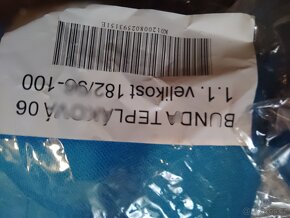 BUNDA TEPLÁKOVÁ 06
1.1. velikost 182/96-100